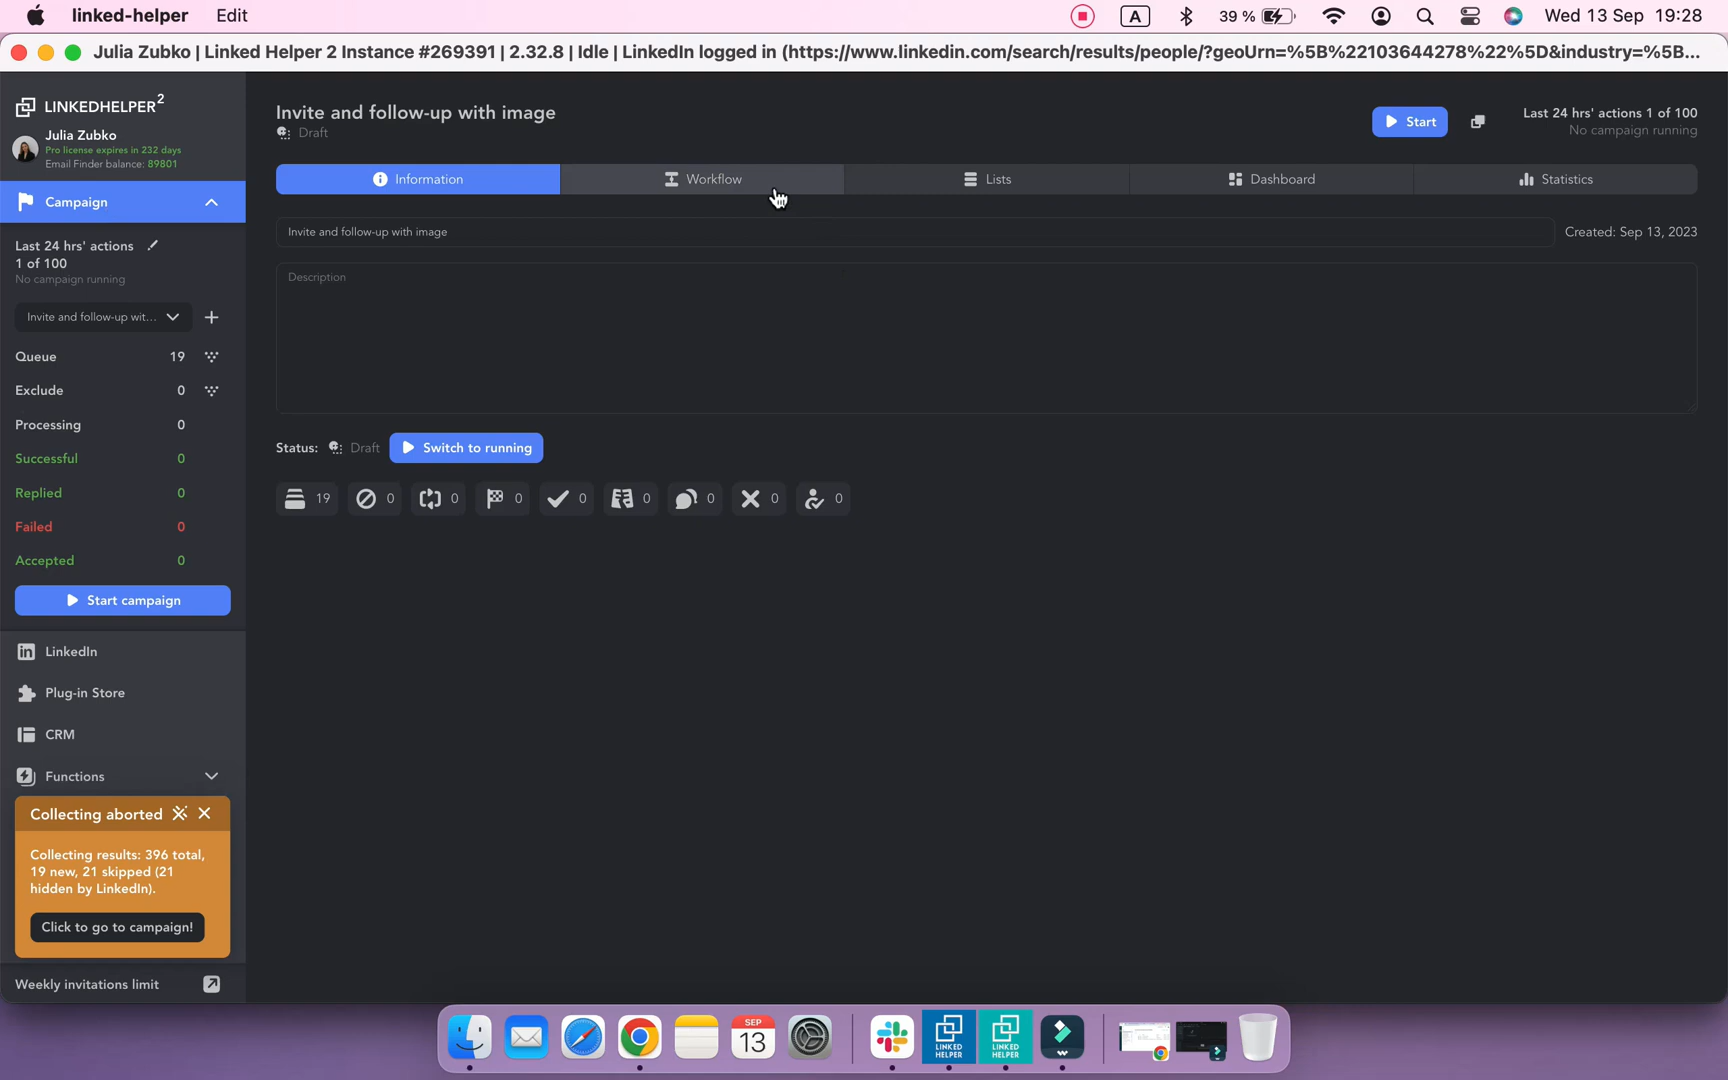 linked-helper Edit
A 39 % Wed 13 Sep 19:28
Julia Zubko | Linked Helper 2 Instance #269391 | 2.32.8 | Idle | LinkedIn logged in (https://www.linkedin.com/search/results/people/?geoUrn=%5B%22103644278%22%5D&industry=%5B...
LINKEDHELPER 2
Julia Zubko
Pro license expires in 232 days
Email Finder balance: 89801
Campaign
Last 24 hrs' actions
1 of 100
No campaign running
Invite and follow-up wit...
Queue 19
Exclude 0
Processing 0
Successful 0
Replied 0
Failed 0
Accepted 0
Start campaign
LinkedIn
Plug-in Store
CRM
Functions
Collecting aborted
Collecting results: 396 total,
19 new, 21 skipped (21
hidden by LinkedIn).
Click to go to campaign!
Weekly invitations limit
Invite and follow-up with image
Draft
Start
Last 24 hrs' actions 1 of 100
No campaign running
Information Workflow Lists Dashboard Statistics
Invite and follow-up with image
Created: Sep 13, 2023
Description
Status: Draft Switch to running
19 0 0 0 0 0 0 0 0
SEP
13
LINKED
HELPER
LINKED
HELPER